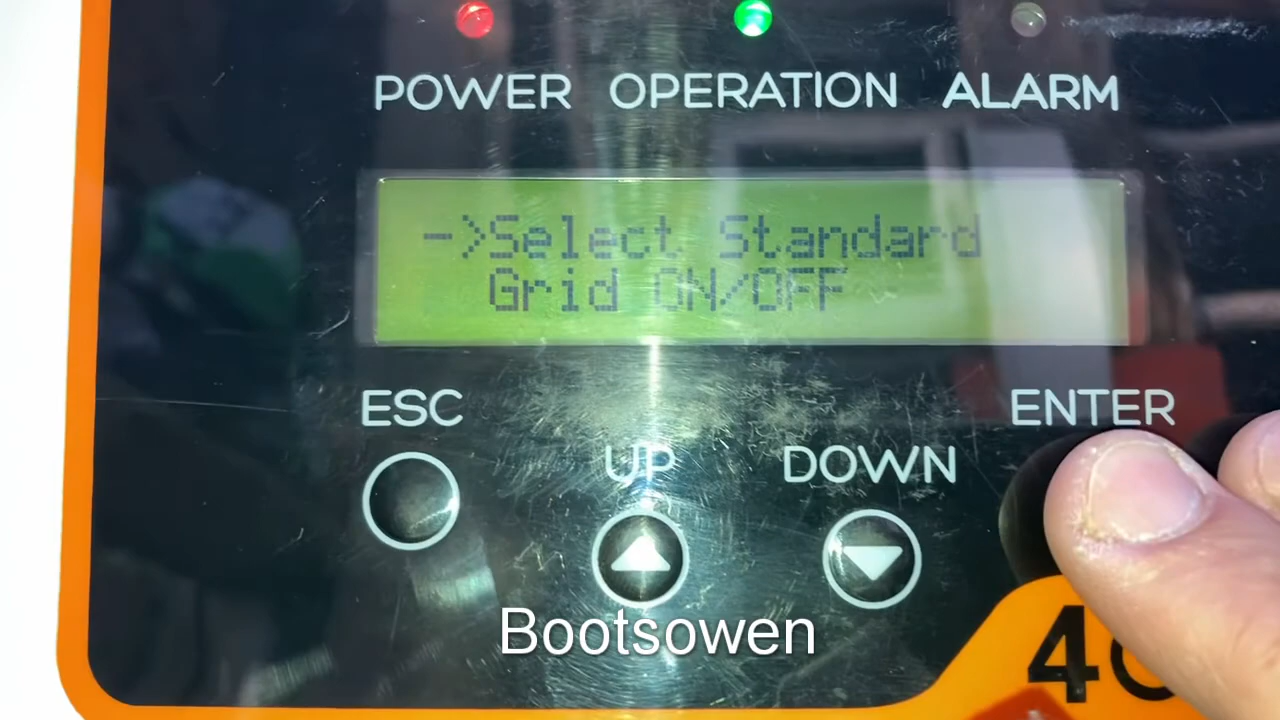 POWER OPERATION ALARM
->Select Standard
Grid ON/OFF
ESC
ENTER
UP
DOWN
Bootsowen